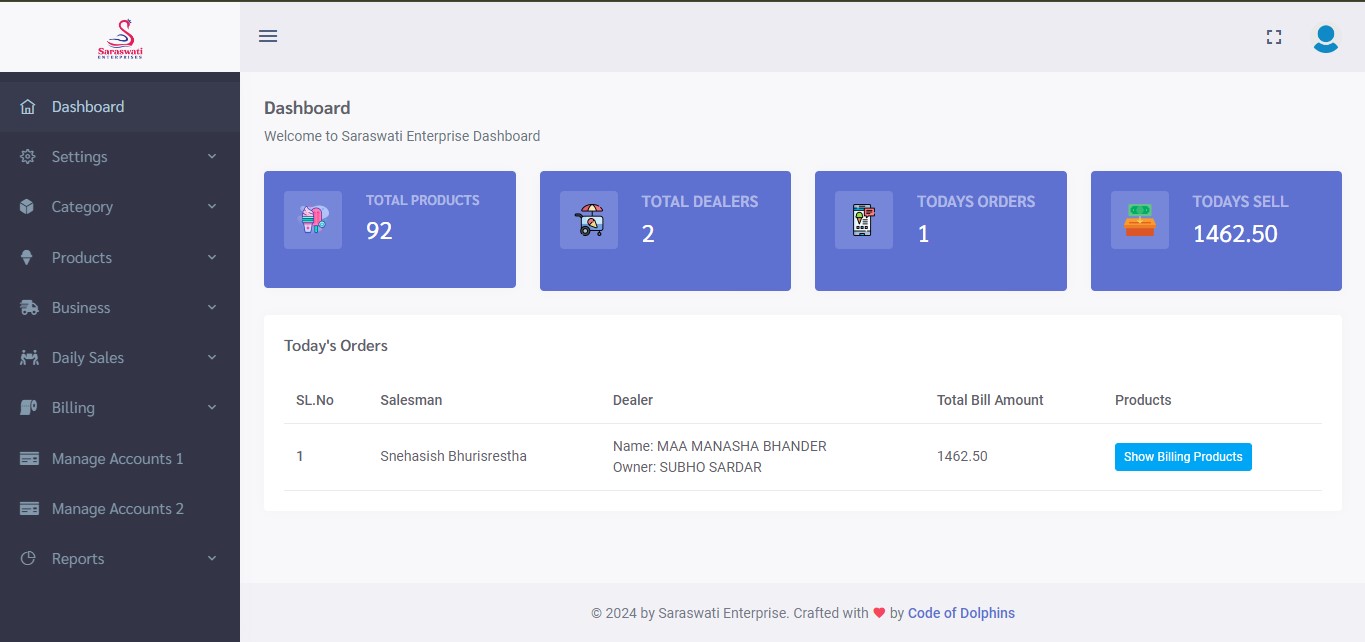 Saraswati
ENTERPRISES
Dashboard
Settings
Category
Products
Business
Daily Sales
Billing
Manage Accounts 1
Manage Accounts 2
Reports
Dashboard
Welcome to Saraswati Enterprise Dashboard
TOTAL PRODUCTS
92
TOTAL DEALERS
2
TODAYS ORDERS
1
TODAYS SELL
1462.50
Today's Orders
SL.No Salesman Dealer Total Bill Amount Products
1 Snehasish Bhurisrestha Name: MAA MANASHA BHANDER 1462.50 Show Billing Products
Owner: SUBHO SARDAR
© 2024 by Saraswati Enterprise. Crafted with ❤ by Code of Dolphins